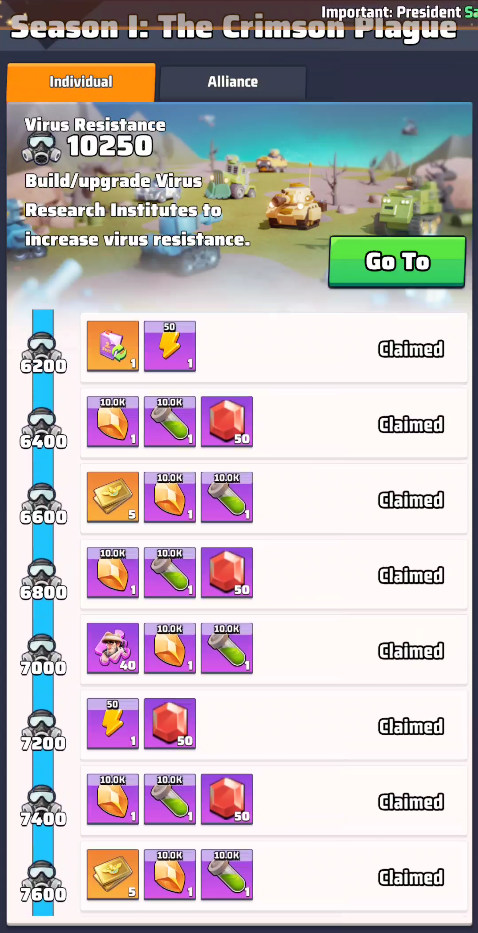 Important: President Sa
Season 1: The Crimson Plague
Individual
Alliance
Virus Resistance
10250
Build/upgrade Virus
Research Institutes to
increase virus resistance.
Go To
6200
1
50
1
Claimed
6400
10.0K
1
10.0K
1
50
Claimed
6600
5
10.0K
1
10.0K
1
Claimed
6800
10.0K
1
10.0K
1
50
Claimed
7000
40
10.0K
1
10.0K
1
Claimed
7200
50
1
50
Claimed
7400
10.0K
1
10.0K
1
50
Claimed
7600
5
10.0K
1
10.0K
1
Claimed